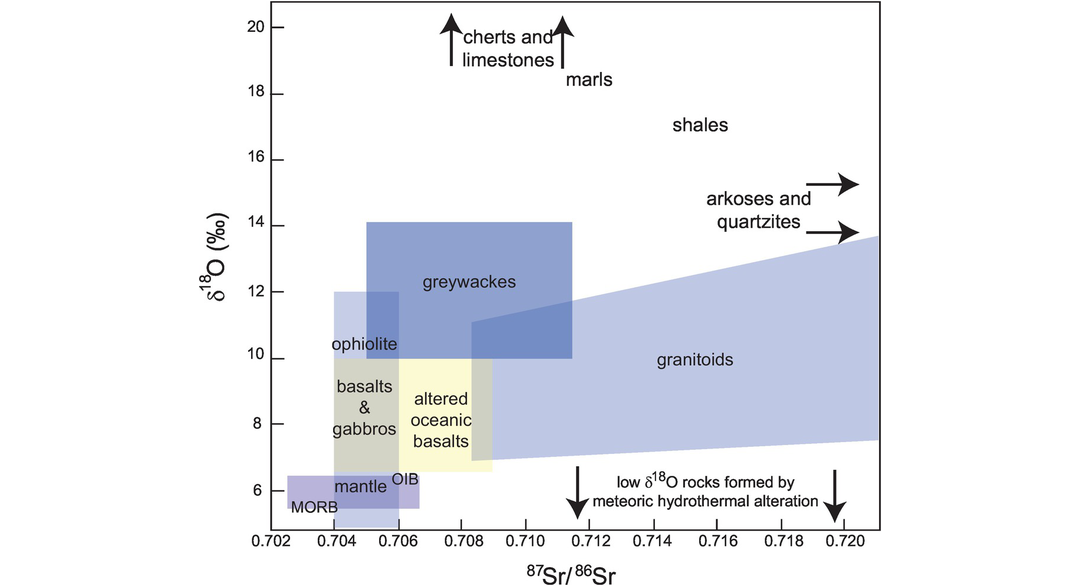 20
18
16
14
12
10
8
6
δ18O (‰)
cherts and
limestones
marls
shales
arkoses and
quartzites
greywackes
ophiolite
granitoids
basalts
&
gabbros
altered
oceanic
basalts
OIB
mantle
MORB
low δ18O rocks formed by
meteoric hydrothermal alteration
0.702 0.704 0.706 0.708 0.710 0.712 0.714 0.716 0.718 0.720
87Sr/86Sr